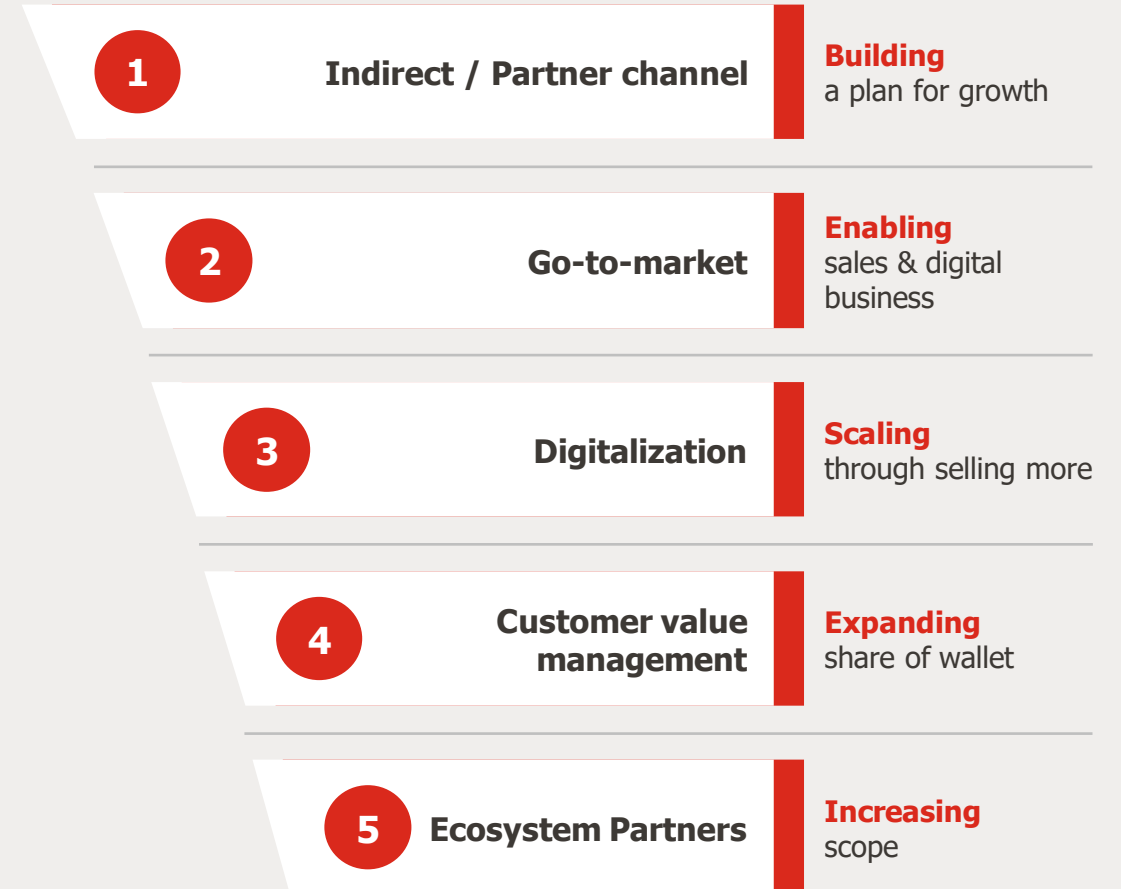 1
Indirect / Partner channel
Building
a plan for growth
2
Go-to-market
Enabling
sales & digital
business
3
Digitalization
Scaling
through selling more
4
Customer value
management
Expanding
share of wallet
5
Ecosystem Partners
Increasing
scope